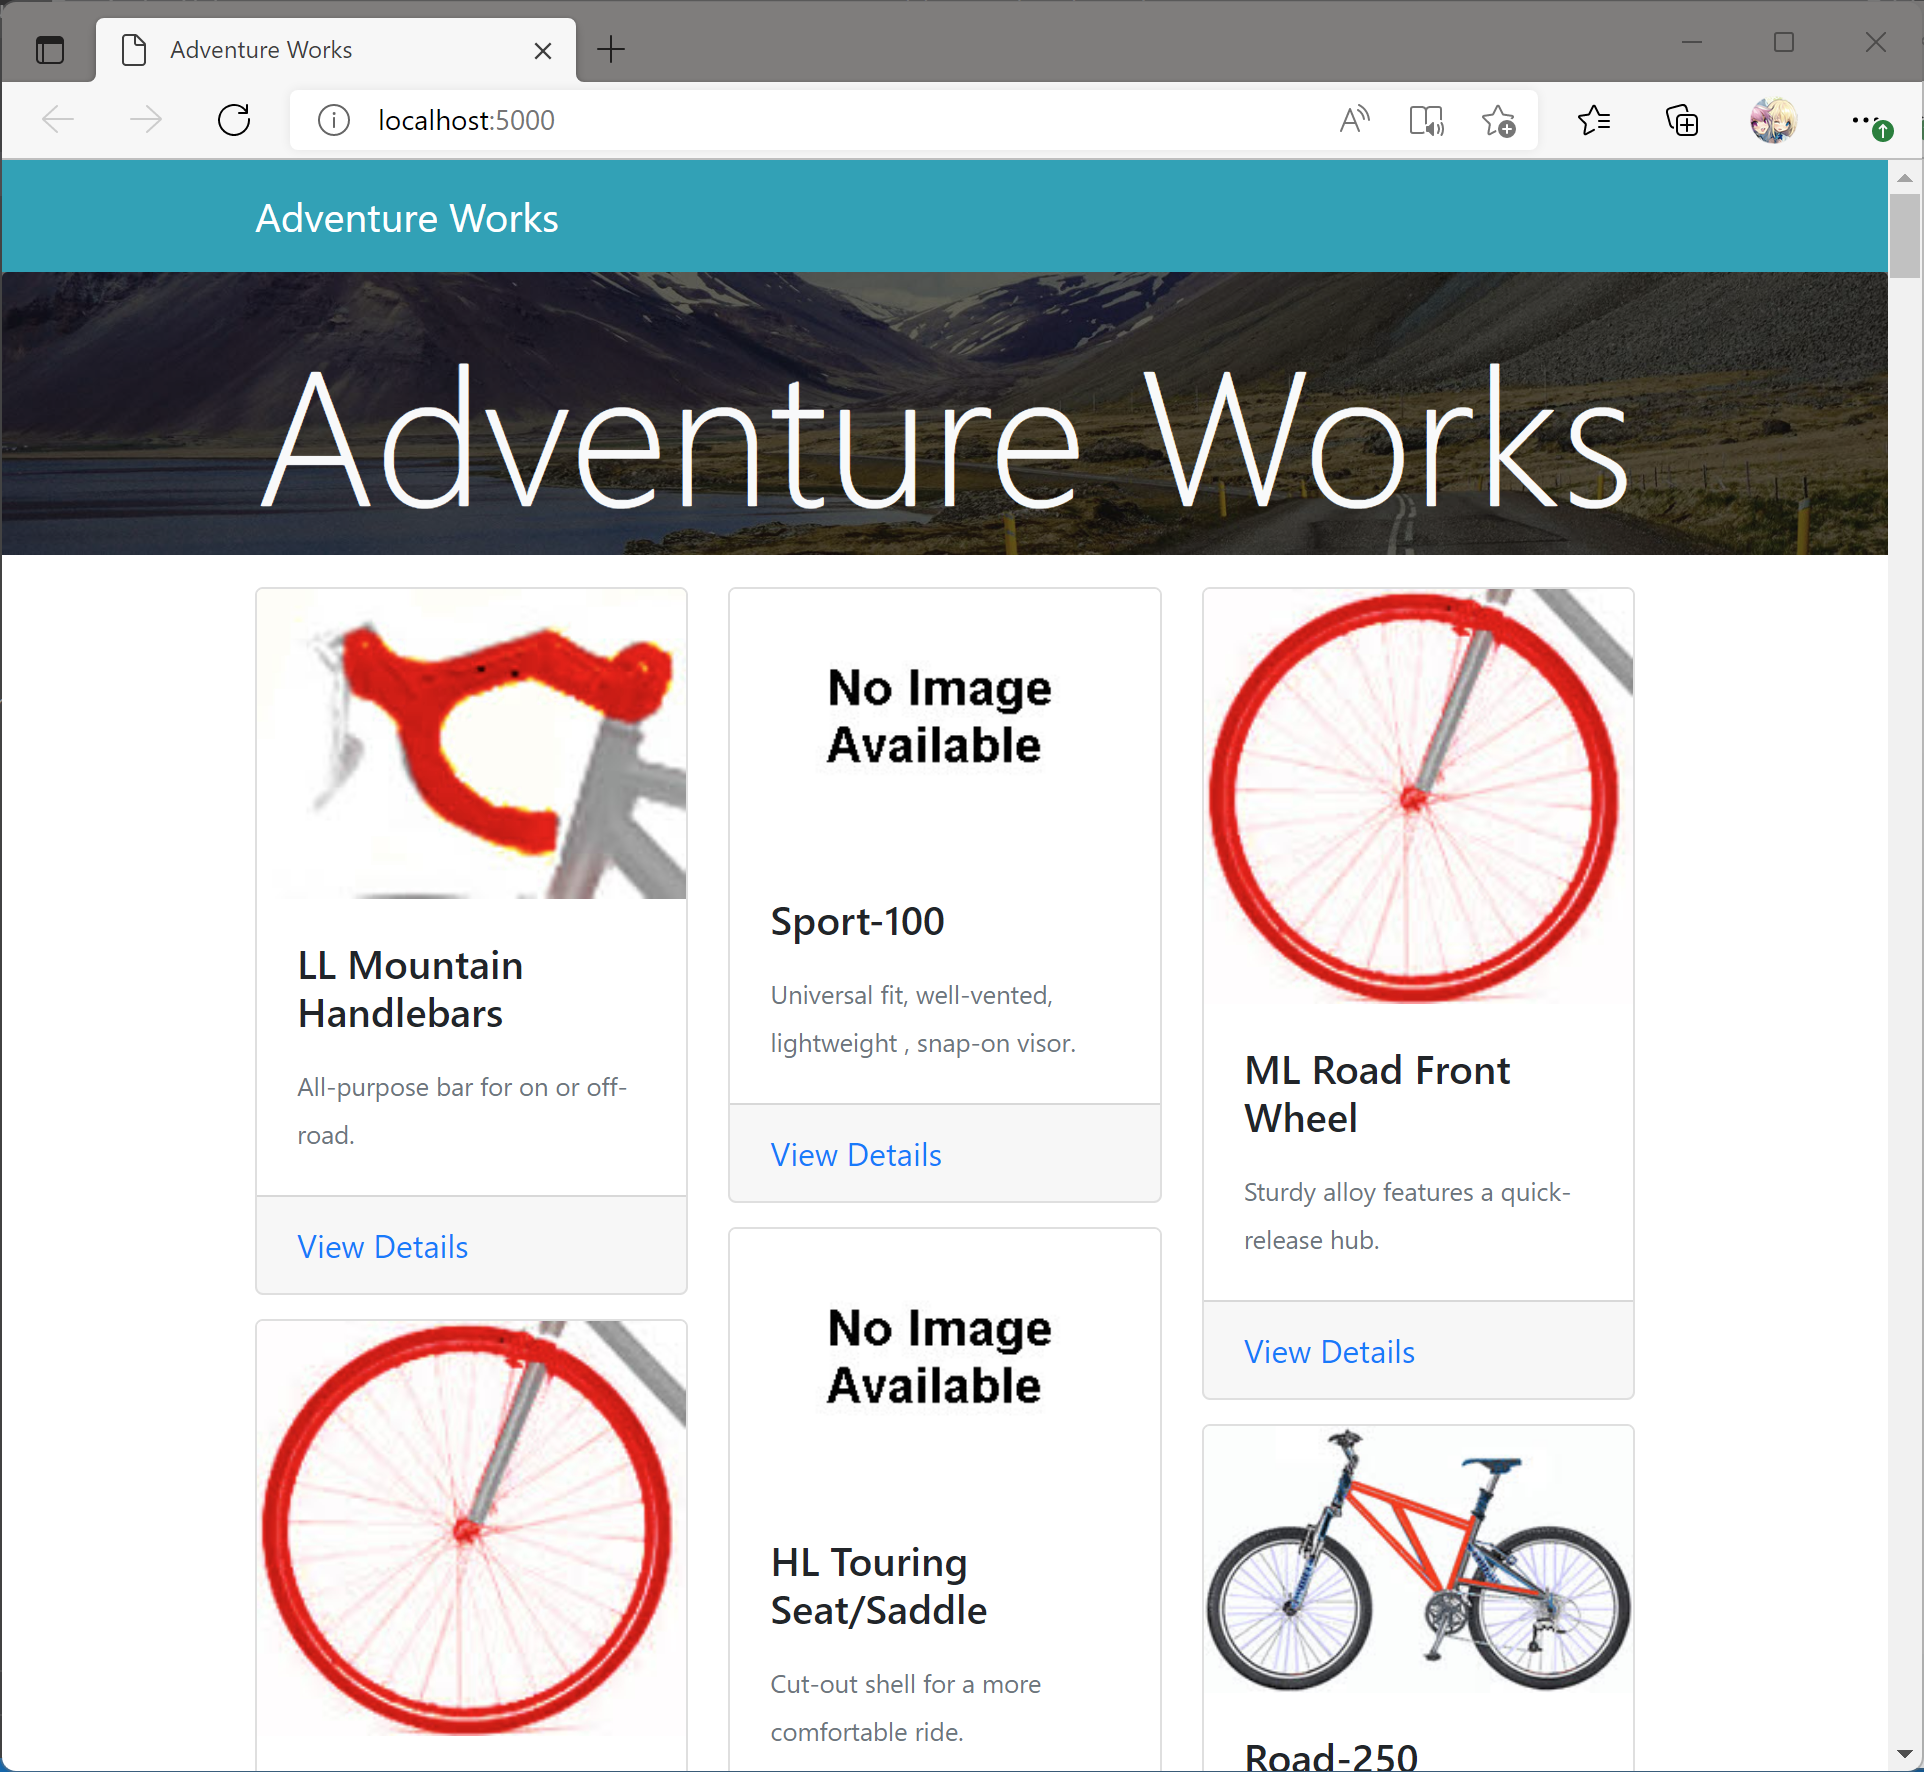 Adventure Works
localhost:5000
Adventure Works
Adventure Works
LL Mountain
Handlebars
All-purpose bar for on or off-
road.
View Details
No Image
Available
Sport-100
Universal fit, well-vented,
lightweight , snap-on visor.
View Details
ML Road Front
Wheel
Sturdy alloy features a quick-
release hub.
View Details
No Image
Available
HL Touring
Seat/Saddle
Cut-out shell for a more
comfortable ride.
Road-250